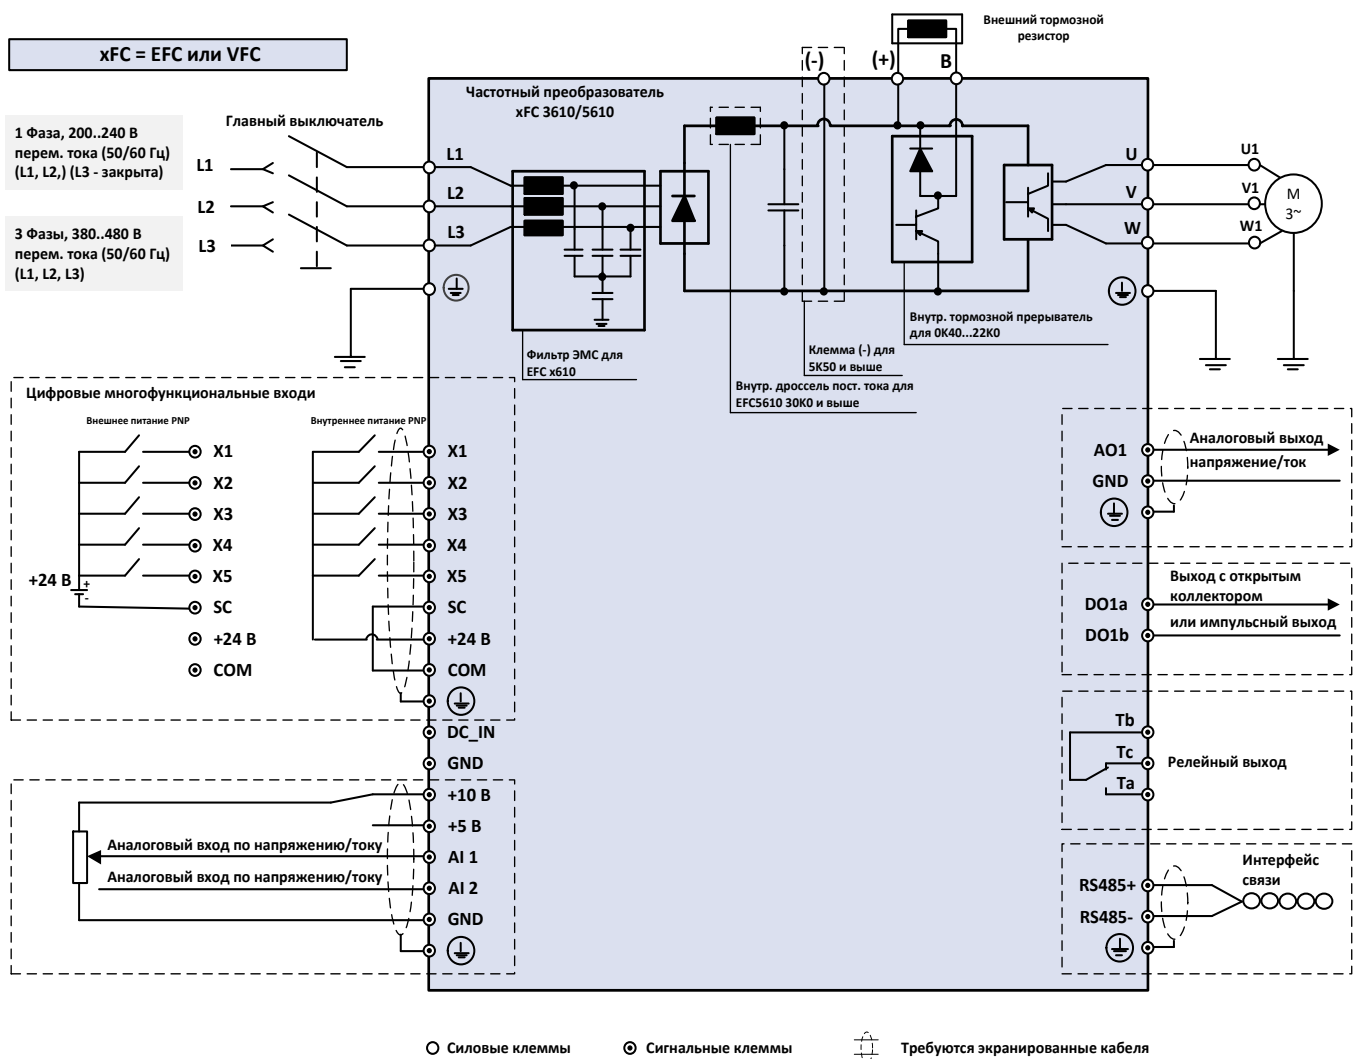 xFC = EFC или VFC
Внешний тормозной
резистор
(-)
(+)
B
Частотный преобразователь
xFC 3610/5610
1 Фаза, 200..240 В
перем. тока (50/60 Гц)
(L1, L2,) (L3 - закрыта)
3 Фазы, 380..480 В
перем. тока (50/60 Гц)
(L1, L2, L3)
Главный выключатель
L1
L2
L3
L1
L2
L3
U
V
W
U1
V1
W1
M
3~
Фильтр ЭМС для
EFC x610
Внутр. дроссель пост. тока для
EFC5610 30K0 и выше
Клемма (-) для
5K50 и выше
Внутр. тормозной прерыватель
для 0K40...22K0
Цифровые многофункциональные входи
Внешнее питание PNP
X1
X2
X3
X4
X5
SC
+24 В
COM
+24 В
+
-
Внутреннее питание PNP
X1
X2
X3
X4
X5
SC
+24 В
COM
DC_IN
GND
+10 В
+5 В
AI 1
AI 2
GND
Аналоговый вход по напряжению/току
Аналоговый вход по напряжению/току
AO1
GND
Аналоговый выход
напряжение/ток
DO1a
DO1b
Выход с открытым
коллектором
или импульсный выход
Tb
Tc
Ta
Релейный выход
RS485+
RS485-
Интерфейс
связи
Силовые клеммы
Сигнальные клеммы
Требуются экранированные кабеля